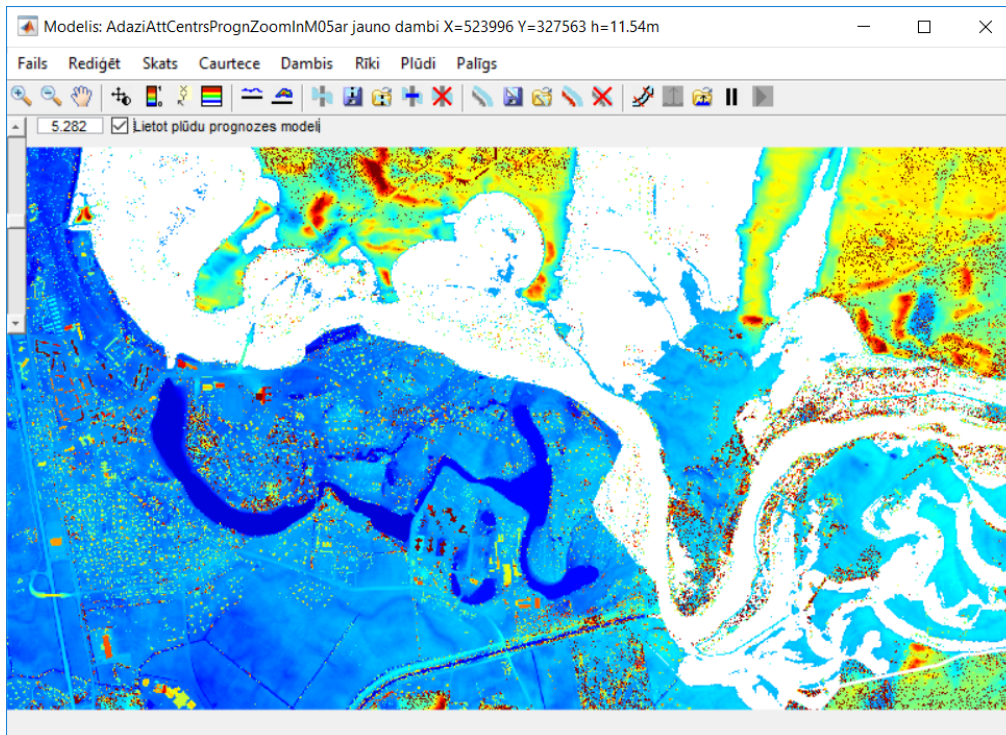 Modelis: AdaziAttCentrsPrognZoomInM05ar jauno dambi X=523996 Y=327563 h=11.54m
Fails Rediģēt Skats Caurtece Dambis Rīki Plūdi Palīgs
5.282 Lietot plūdu prognozes modeli